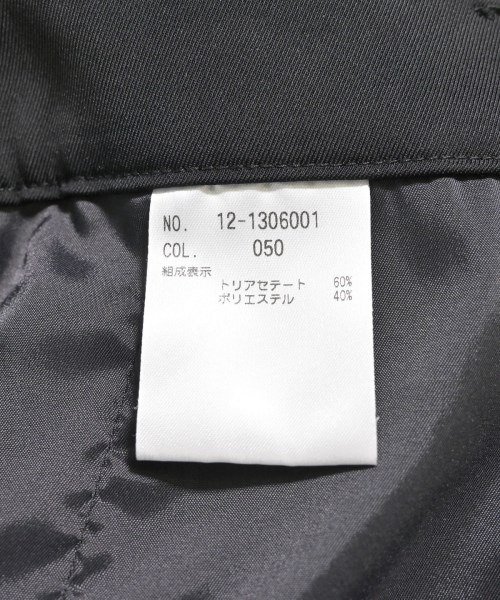 NO. 12-1306001
COL. 050
組成表示
トリアセテート 60%
ポリエステル 40%